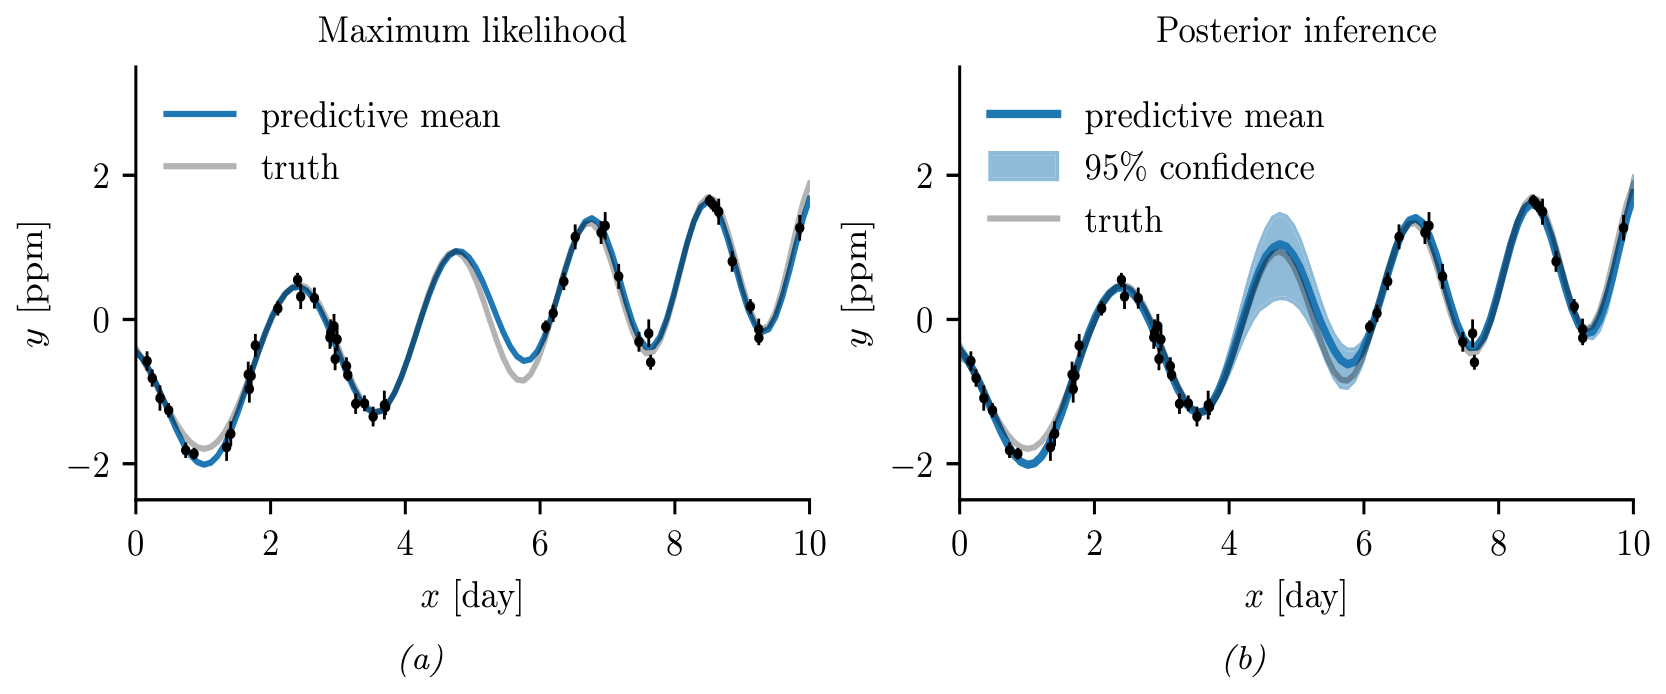 Maximum likelihood
predictive mean
truth
2
0
−2
y [ppm]
0 2 4 6 8 10
x [day]
(a)
Posterior inference
predictive mean
95% confidence
truth
2
0
−2
y [ppm]
0 2 4 6 8 10
x [day]
(b)